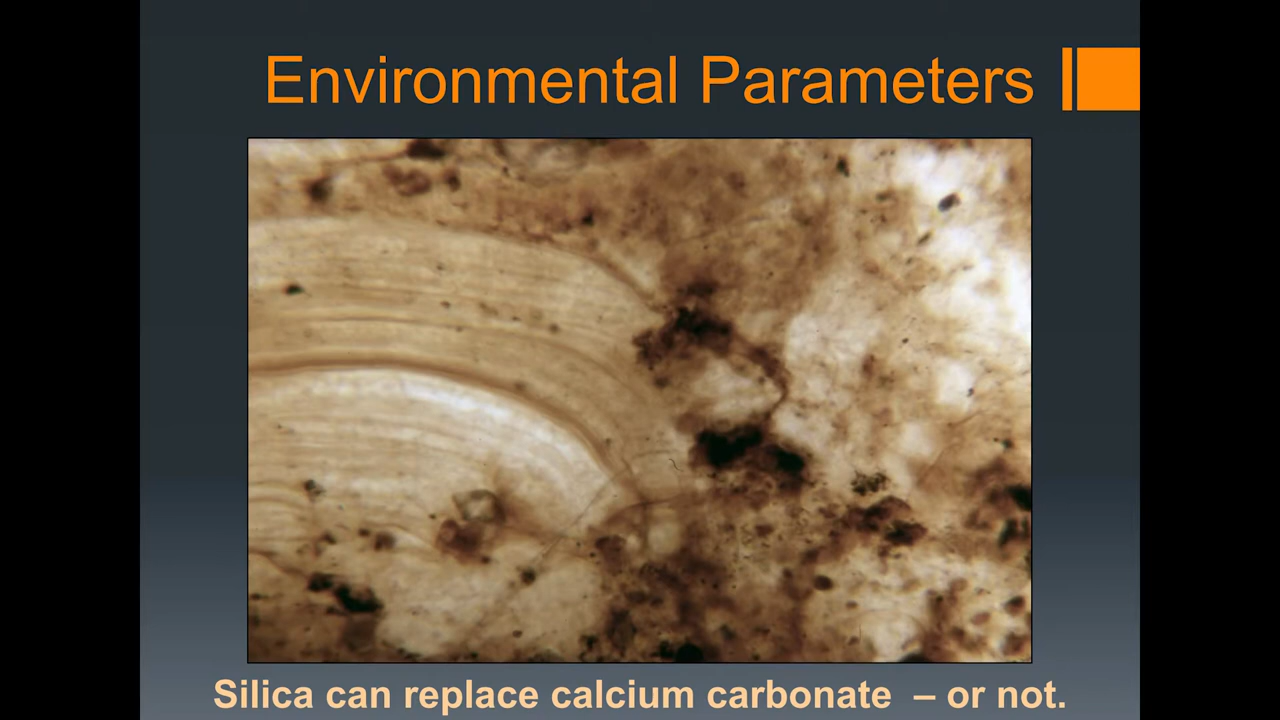 Environmental Parameters
Silica can replace calcium carbonate – or not.